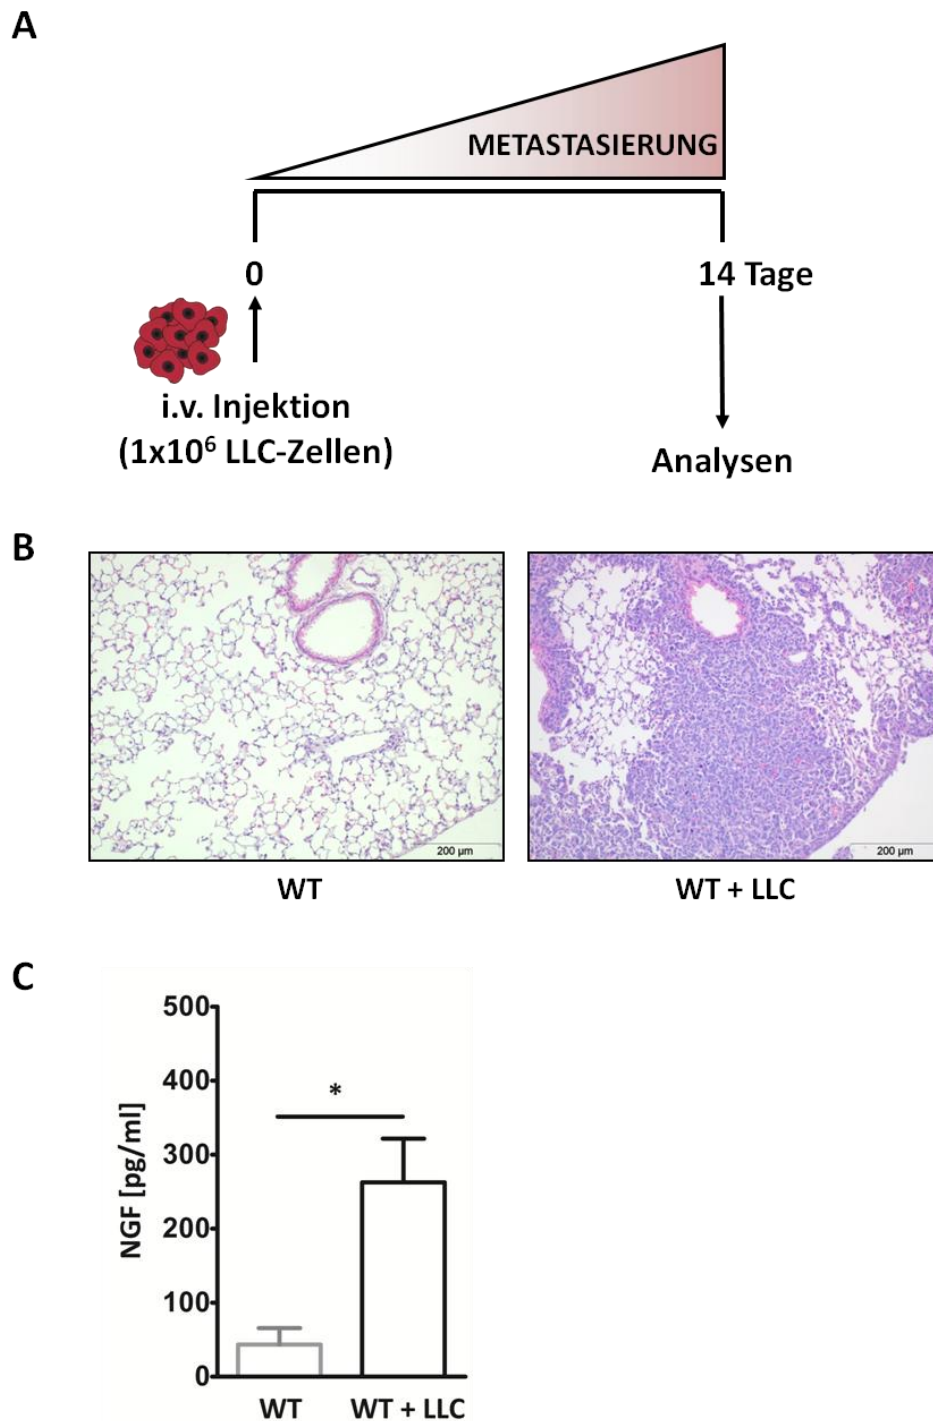 A
METASTASIERUNG
0
14 Tage
i.v. Injektion
(1x10⁶ LLC-Zellen)
Analysen
B
200 µm
200 µm
WT
WT + LLC
C
NGF [pg/ml]
500
400
300
200
100
0
*
WT
WT + LLC